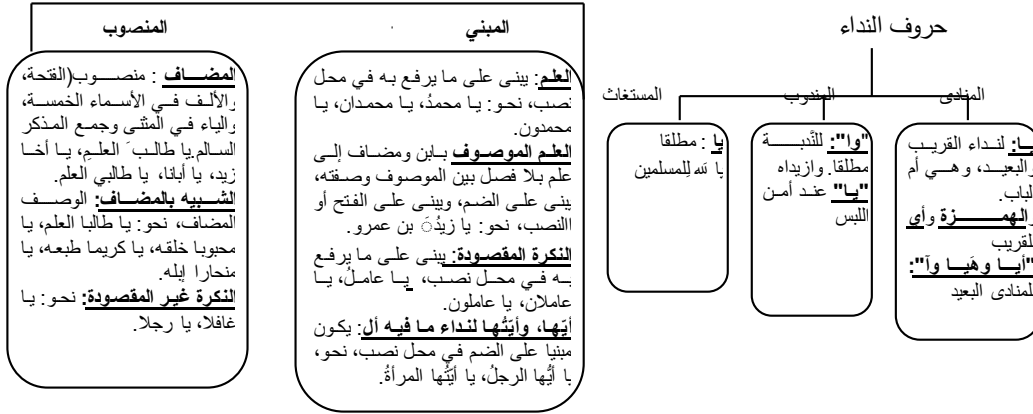 حروف النداء
المنادى
يا: لنداء القريب
والبعيد، وهي أم
الباب.
والهمزة وأي
للقريب
"أيا وهَيا وآ":
للمنادى البعيد
المندوب
"وا": للنَّدبة
مطلقا. وازيداه
"يا" عند أمن
اللبس
المستغاث
يا : مطلقا
يا لله لِلمسلمين
المبني
العلم: يبنى على ما يرفع به في محل
نصب، نحو: يا محمدُ، يا محمدان، يا
محمدون.
العلم الموصوف بابن ومضاف إلى
علم بلا فصل بين الموصوف وصفته،
يبنى على الضم، ويبنى على الفتح أو
االنصب، نحو: يا زيدُ َ بن عمرو.
النكرة المقصودة: يبنى على ما يرفع
به في محل نصب، يا عاملُ، يا
عاملان، يا عاملون.
أيّها، وأيّتُها لنداء ما فيه أل: يكون
مبنيا على الضم في محل نصب، نحو،
يا أيُّها الرجلُ، يا أيَّتُها المرأةُ.
المنصوب
المضاف : منصوب(الفتحة،
والألف في الأسماء الخمسة،
والياء في المثنى وجمع المذكر
السالم يا طالب َ العلمِ، يا أخا
زيد، يا أبانا، يا طالبي العلم.
الشبيه بالمضاف: الوصف
المضاف، نحو: يا طالبا العلم، يا
محبوبا خلقه، يا كريما طبعه، يا
منحارا إبله.
النكرة غير المقصودة: نحو: يا
غافلا، يا رجلا.